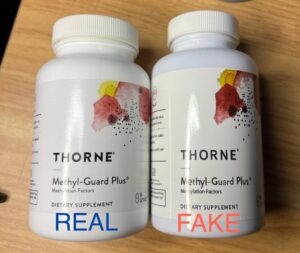 THORNE®
Methyl-Guard Plus®
Methylation Factors
DIETARY SUPPLEMENT
REAL
THORNE®
Methyl-Guard Plus®
Methylation Factors
DIETARY SUPPLEMENT
FAKE